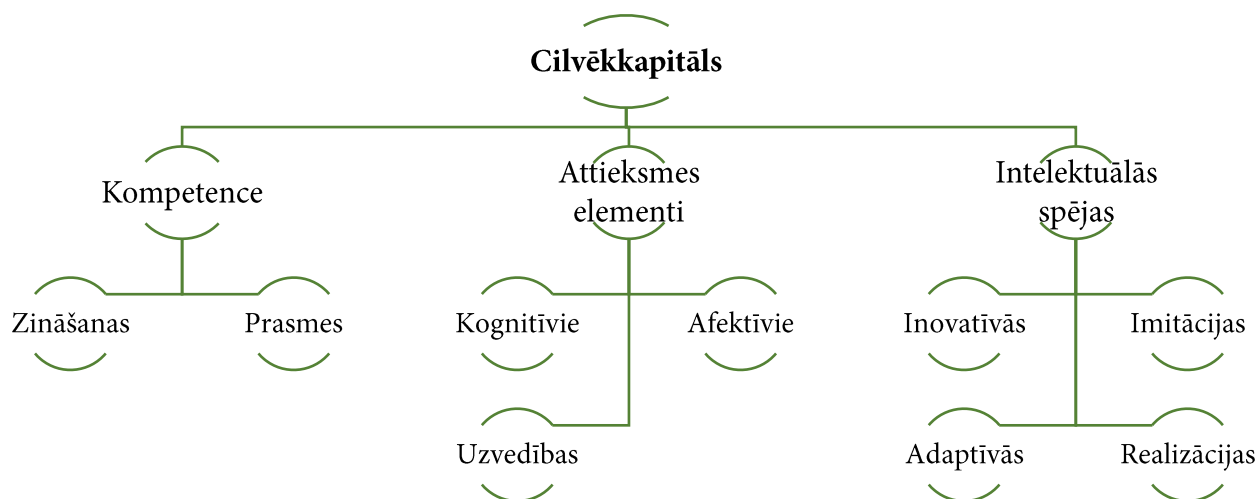 Cilvēkkapitāls
Kompetence
Attieksmes
elementi
Intelektuālās
spējas
Zināšanas
Prasmes
Kognitīvie
Afektīvie
Inovatīvās
Imitācijas
Uzvedības
Adaptīvās
Realizācijas